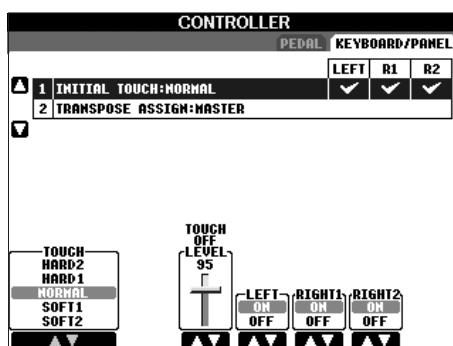 CONTROLLER
PEDAL KEYBOARD/PANEL
LEFT R1 R2
1 INITIAL TOUCH:NORMAL
2 TRANSPOSE ASSIGN:MASTER
TOUCH
HARD2
HARD1
NORMAL
SOFT1
SOFT2
TOUCH
OFF
LEVEL
95
LEFT
ON
OFF
RIGHT1
ON
OFF
RIGHT2
ON
OFF